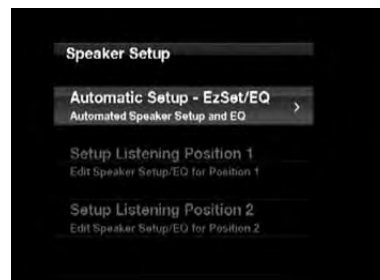 Speaker Setup
Automatic Setup - EzSet/EQ
Automated Speaker Setup and EQ
Setup Listening Position 1
Edit Speaker Setup/EQ for Position 1
Setup Listening Position 2
Edit Speaker Setup/EQ for Position 2